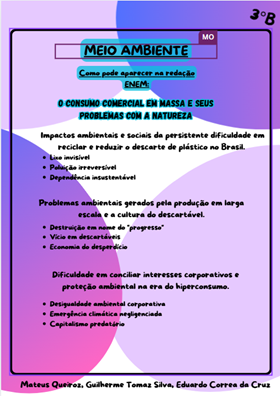 3°B
MO
MEIO AMBIENTE
Como pode aparecer na redação
ENEM:
O CONSUMO COMERCIAL EM MASSA E SEUS
PROBLEMAS COM A NATUREZA
Impactos ambientais e sociais da persistente dificuldade em
reciclar e reduzir o descarte de plástico no Brasil.
• Lixo invisível
• Poluição irreversível
• Dependência insustentável
Problemas ambientais gerados pela produção em larga
escala e a cultura do descartável.
• Destruição em nome do "progresso"
• Vício em descartáveis
• Economia do desperdício
Dificuldade em conciliar interesses corporativos e
proteção ambiental na era do hiperconsumo.
• Desigualdade ambiental corporativa
• Emergência climática negligenciada
• Capitalismo predatório
Mateus Queiroz, Guilherme Tomaz Silva, Eduardo Correa da Cruz